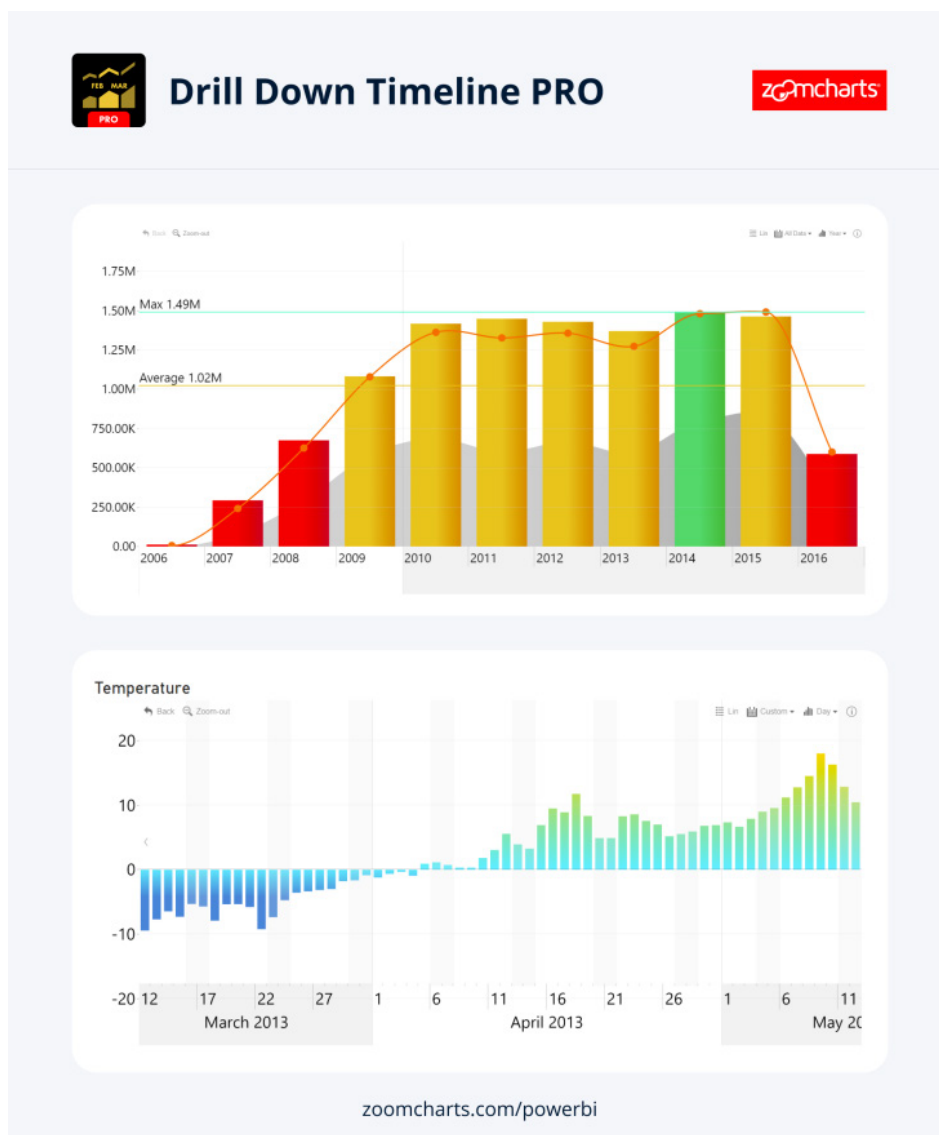 FEB MAR
PRO
Drill Down Timeline PRO
zoomcharts
Back Zoom-out
Lin All Data Year
1.75M
Max 1.49M
1.50M
1.25M
Average 1.02M
1.00M
750.00K
500.00K
250.00K
0.00
2006 2007 2008 2009 2010 2011 2012 2013 2014 2015 2016
Temperature
Back Zoom-out
Lin Custom Day
20
10
0
-10
-20 12 17 22 27 1 6 11 16 21 26 1 6 11
March 2013 April 2013 May 20
zoomcharts.com/powerbi